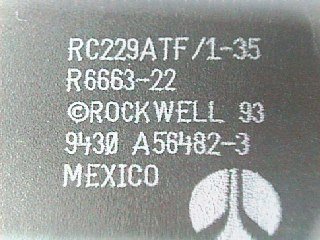 RC229ATF/1-35
R6663-22
©ROCKWELL 93
9430 A56482-3
MEXICO